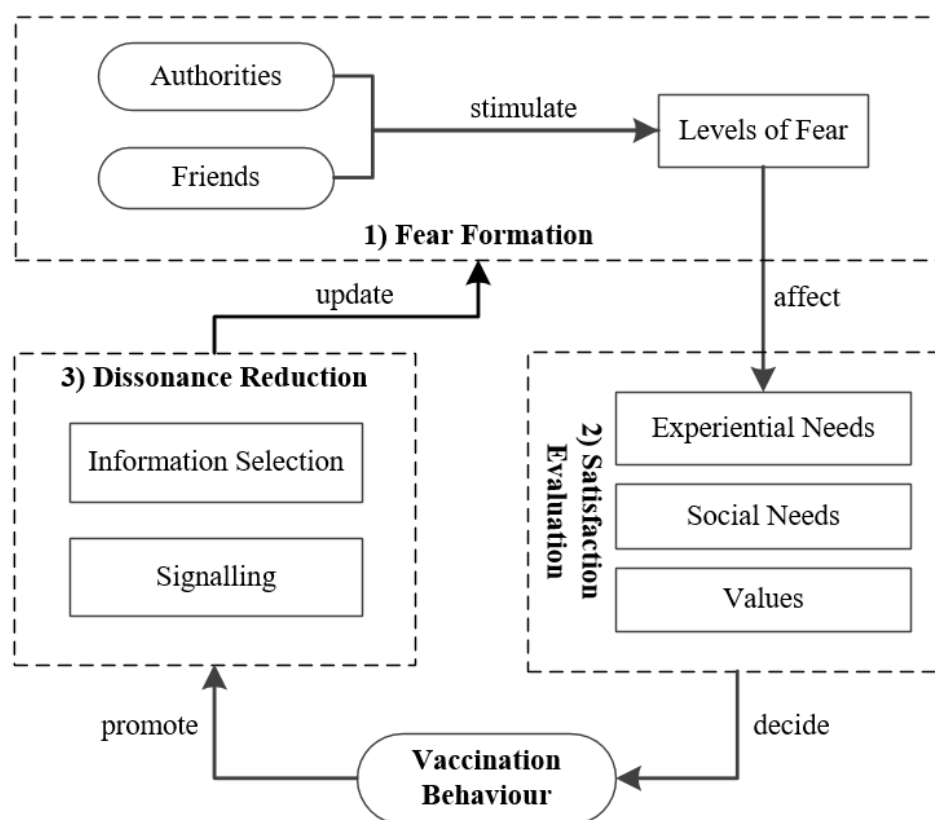 Authorities
stimulate
Levels of Fear
Friends
1) Fear Formation
update
affect
3) Dissonance Reduction
Information Selection
Signalling
2) Satisfaction
Evaluation
Experiential Needs
Social Needs
Values
promote
decide
Vaccination
Behaviour